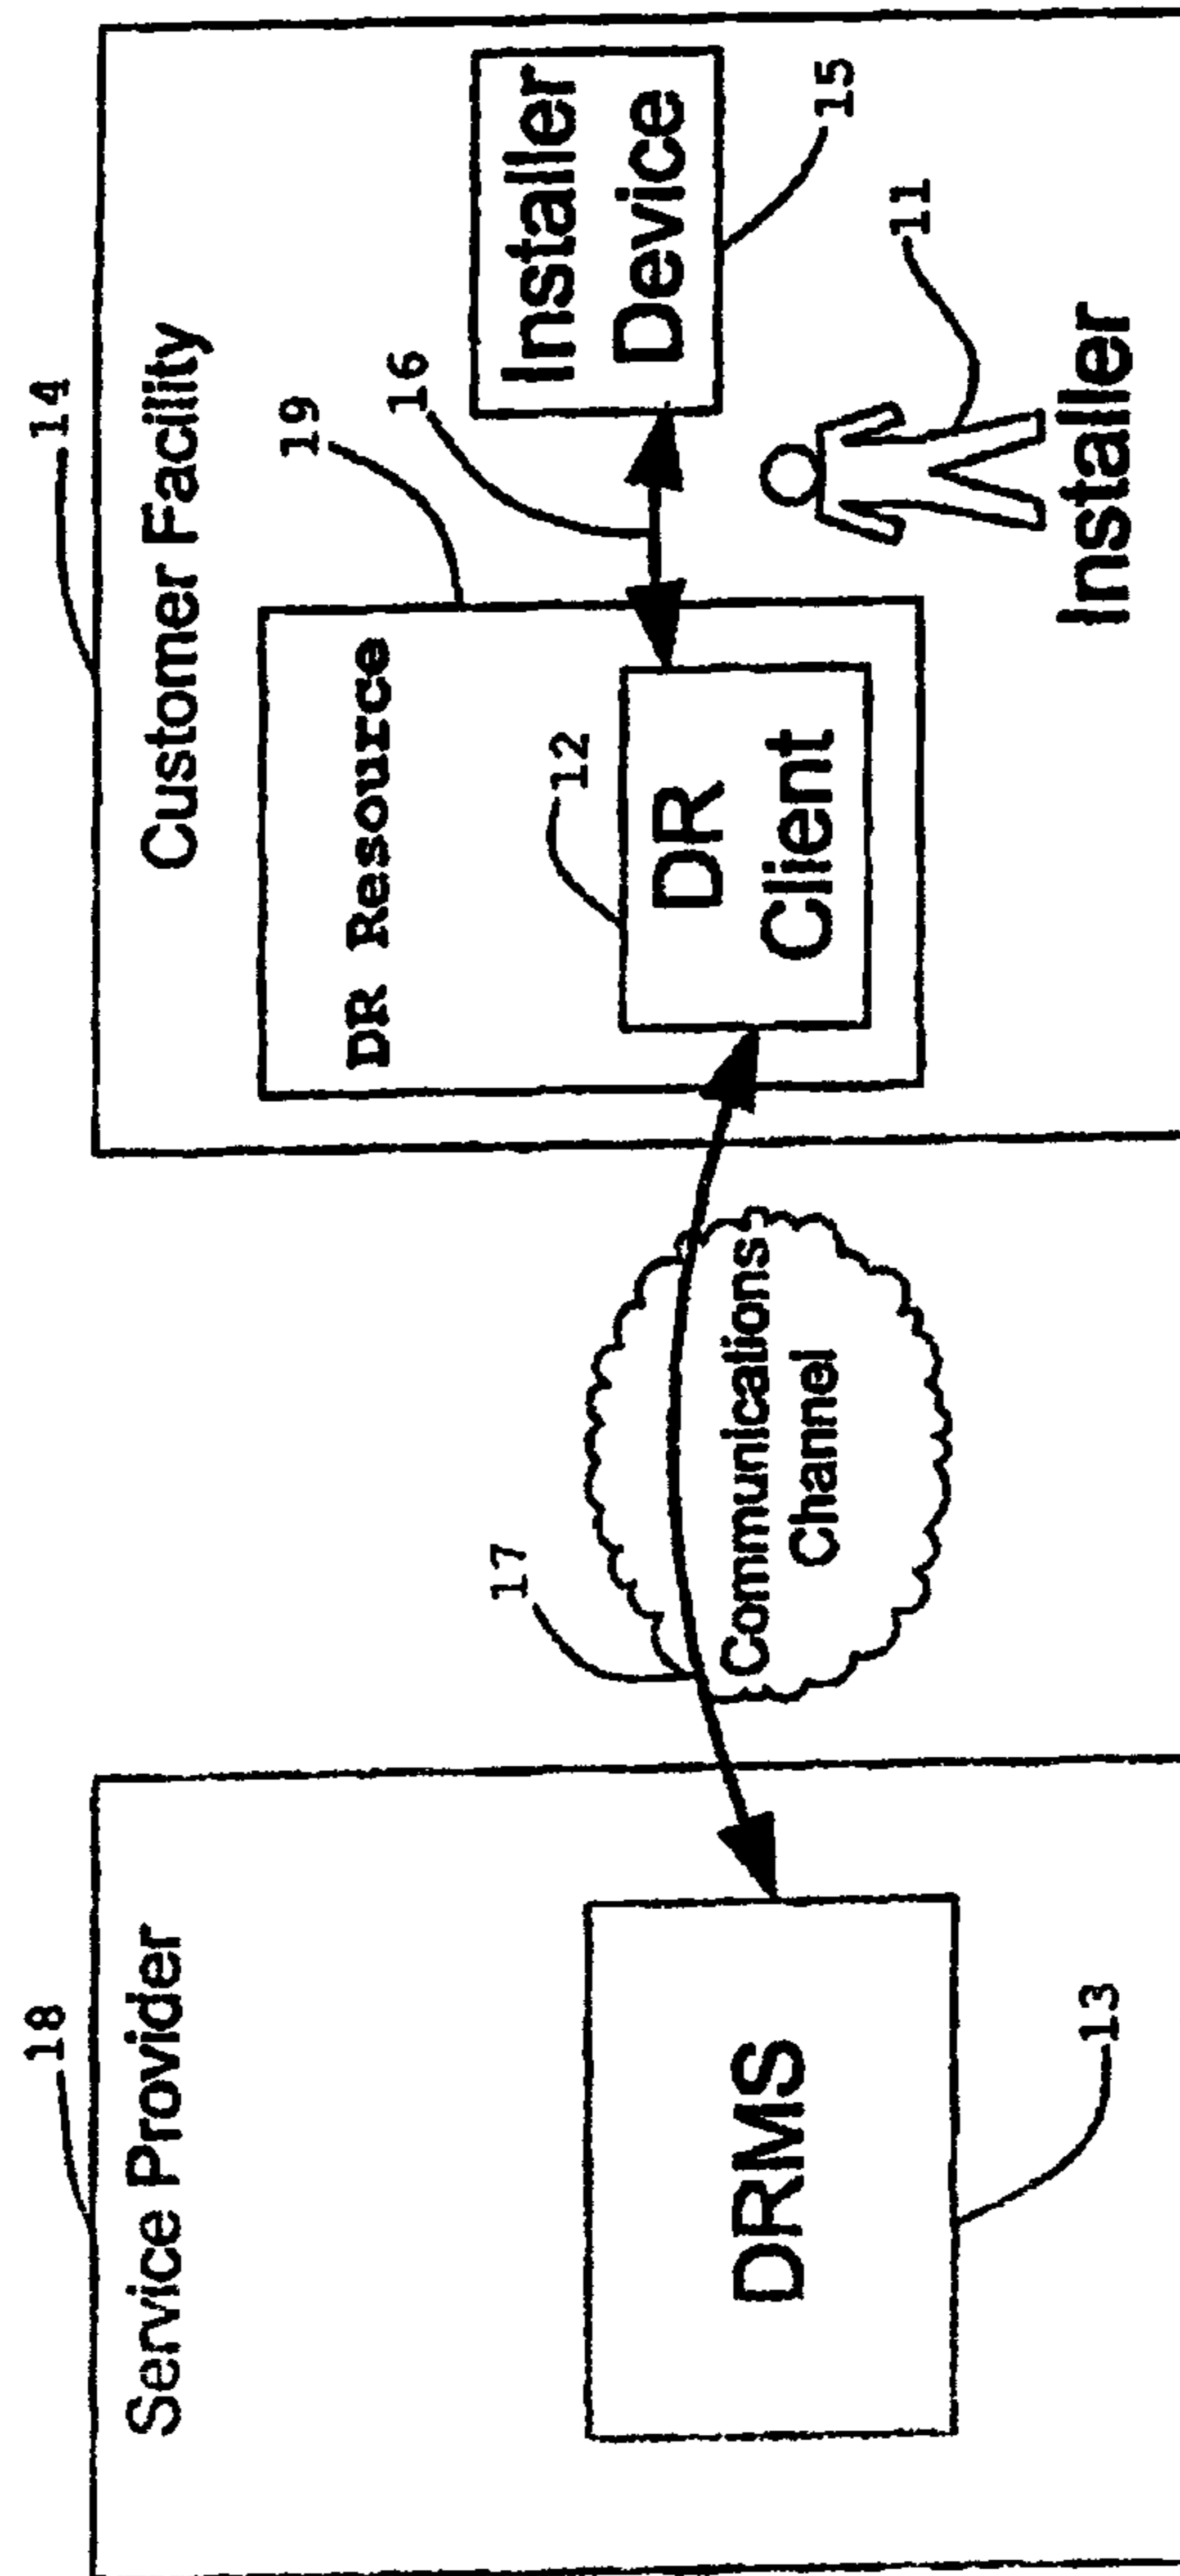 18
Service Provider
DRMS
13
17
Communications
Channel
14
Customer Facility
19
DR Resource
12
DR
Client
16
Installer
Device
15
11
Installer